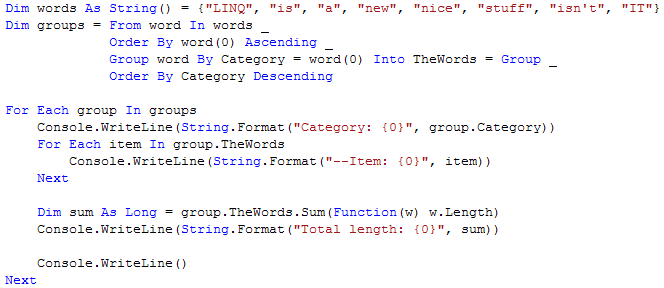 Dim words As String() = {"LINQ", "is", "a", "new", "nice", "stuff", "isn't", "IT"}
Dim groups = From word In words _
             Order By word(0) Ascending _
             Group word By Category = word(0) Into TheWords = Group _
             Order By Category Descending

For Each group In groups
    Console.WriteLine(String.Format("Category: {0}", group.Category))
    For Each item In group.TheWords
        Console.WriteLine(String.Format("--Item: {0}", item))
    Next

    Dim sum As Long = group.TheWords.Sum(Function(w) w.Length)
    Console.WriteLine(String.Format("Total length: {0}", sum))

    Console.WriteLine()
Next